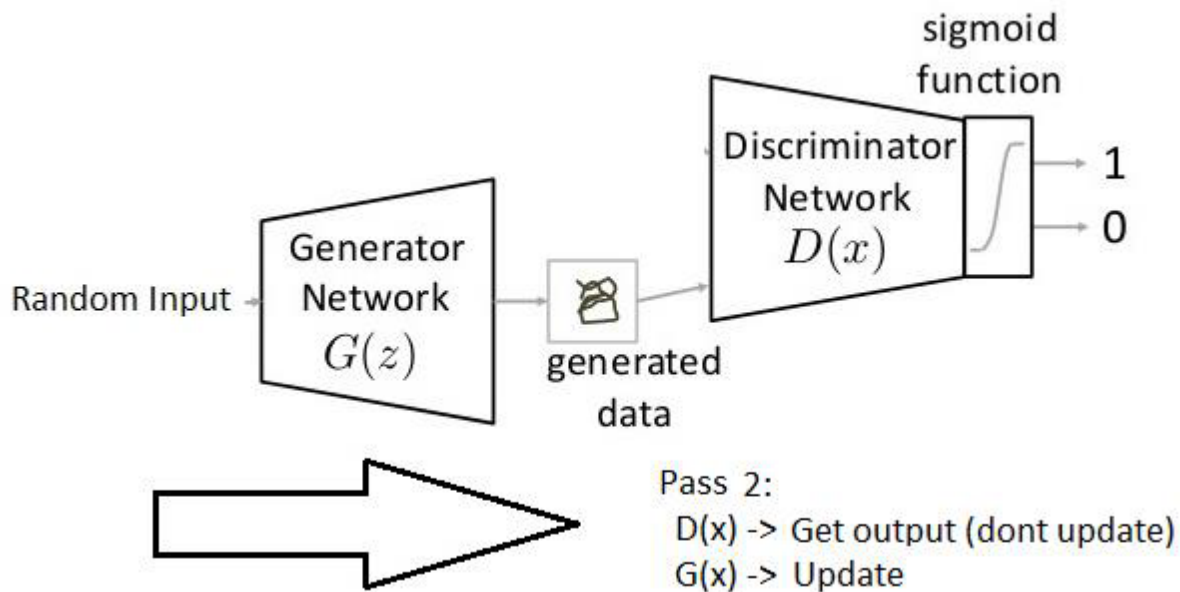 sigmoid
function
Discriminator
Network
D(x)
1
0
Generator
Network
G(z)
Random Input
generated
data
Pass 2:
D(x) -> Get output (dont update)
G(x) -> Update